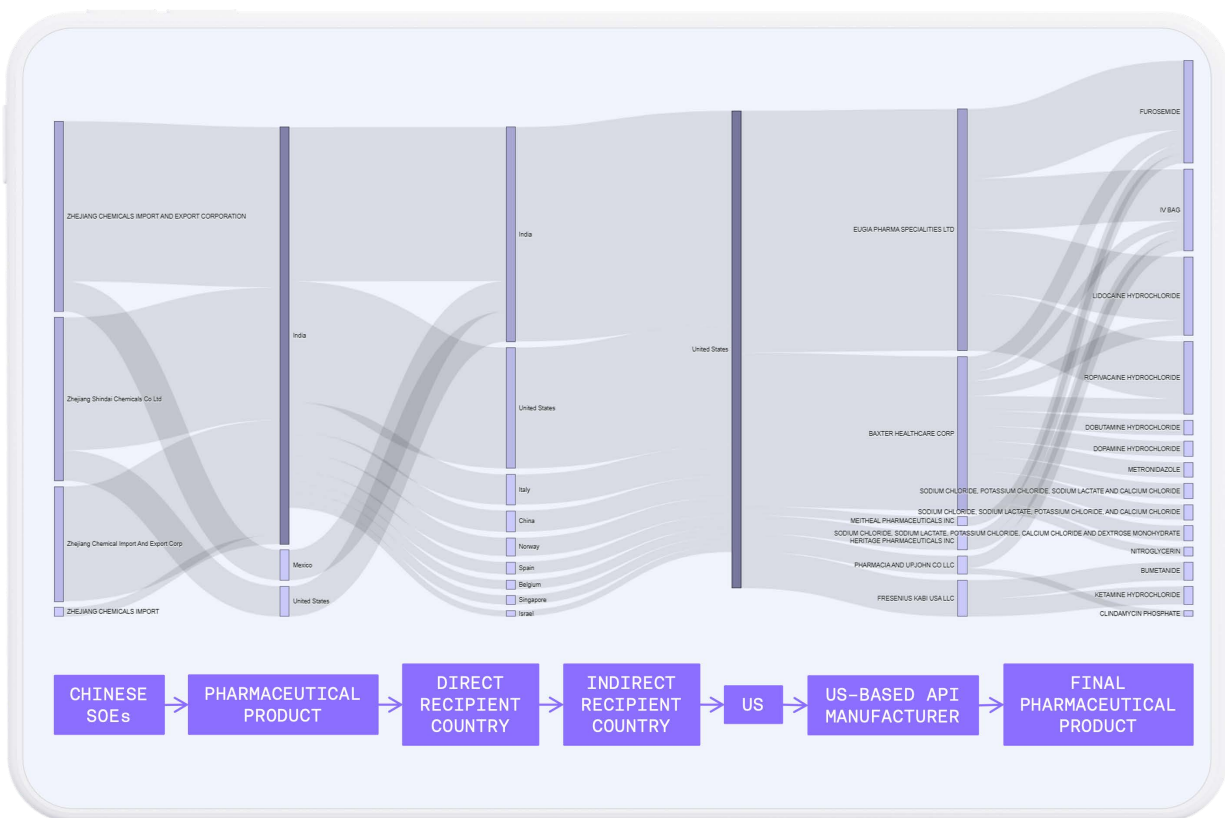 ZHEJIANG CHEMICALS IMPORT AND EXPORT CORPORATION
Zhejiang Shindai Chemicals Co Ltd
Zhejiang Chemical Import And Export Corp
ZHEJIANG CHEMICALS IMPORT
India
Mexico
United States
India
United States
Italy
China
Norway
Spain
Belgium
Singapore
Israel
United States
EUGIA PHARMA SPECIALITIES LTD
BAXTER HEALTHCARE CORP
MEITHEAL PHARMACEUTICALS INC
HERITAGE PHARMACEUTICALS INC
PHARMACIA AND UPJOHN CO LLC
FRESENIUS KABI USA LLC
FUROSEMIDE
IV BAG
LIDOCAINE HYDROCHLORIDE
ROPIVACAINE HYDROCHLORIDE
DOBUTAMINE HYDROCHLORIDE
DOPAMINE HYDROCHLORIDE
METRONIDAZOLE
SODIUM CHLORIDE, POTASSIUM CHLORIDE, SODIUM LACTATE AND CALCIUM CHLORIDE
SODIUM CHLORIDE, SODIUM LACTATE, POTASSIUM CHLORIDE, AND CALCIUM CHLORIDE
SODIUM CHLORIDE, SODIUM LACTATE, POTASSIUM CHLORIDE, CALCIUM CHLORIDE AND DEXTROSE MONOHYDRATE
NITROGLYCERIN
BUMETANIDE
KETAMINE HYDROCHLORIDE
CLINDAMYCIN PHOSPHATE
CHINESE
SOEs
PHARMACEUTICAL
PRODUCT
DIRECT
RECIPIENT
COUNTRY
INDIRECT
RECIPIENT
COUNTRY
US
US-BASED API
MANUFACTURER
FINAL
PHARMACEUTICAL
PRODUCT